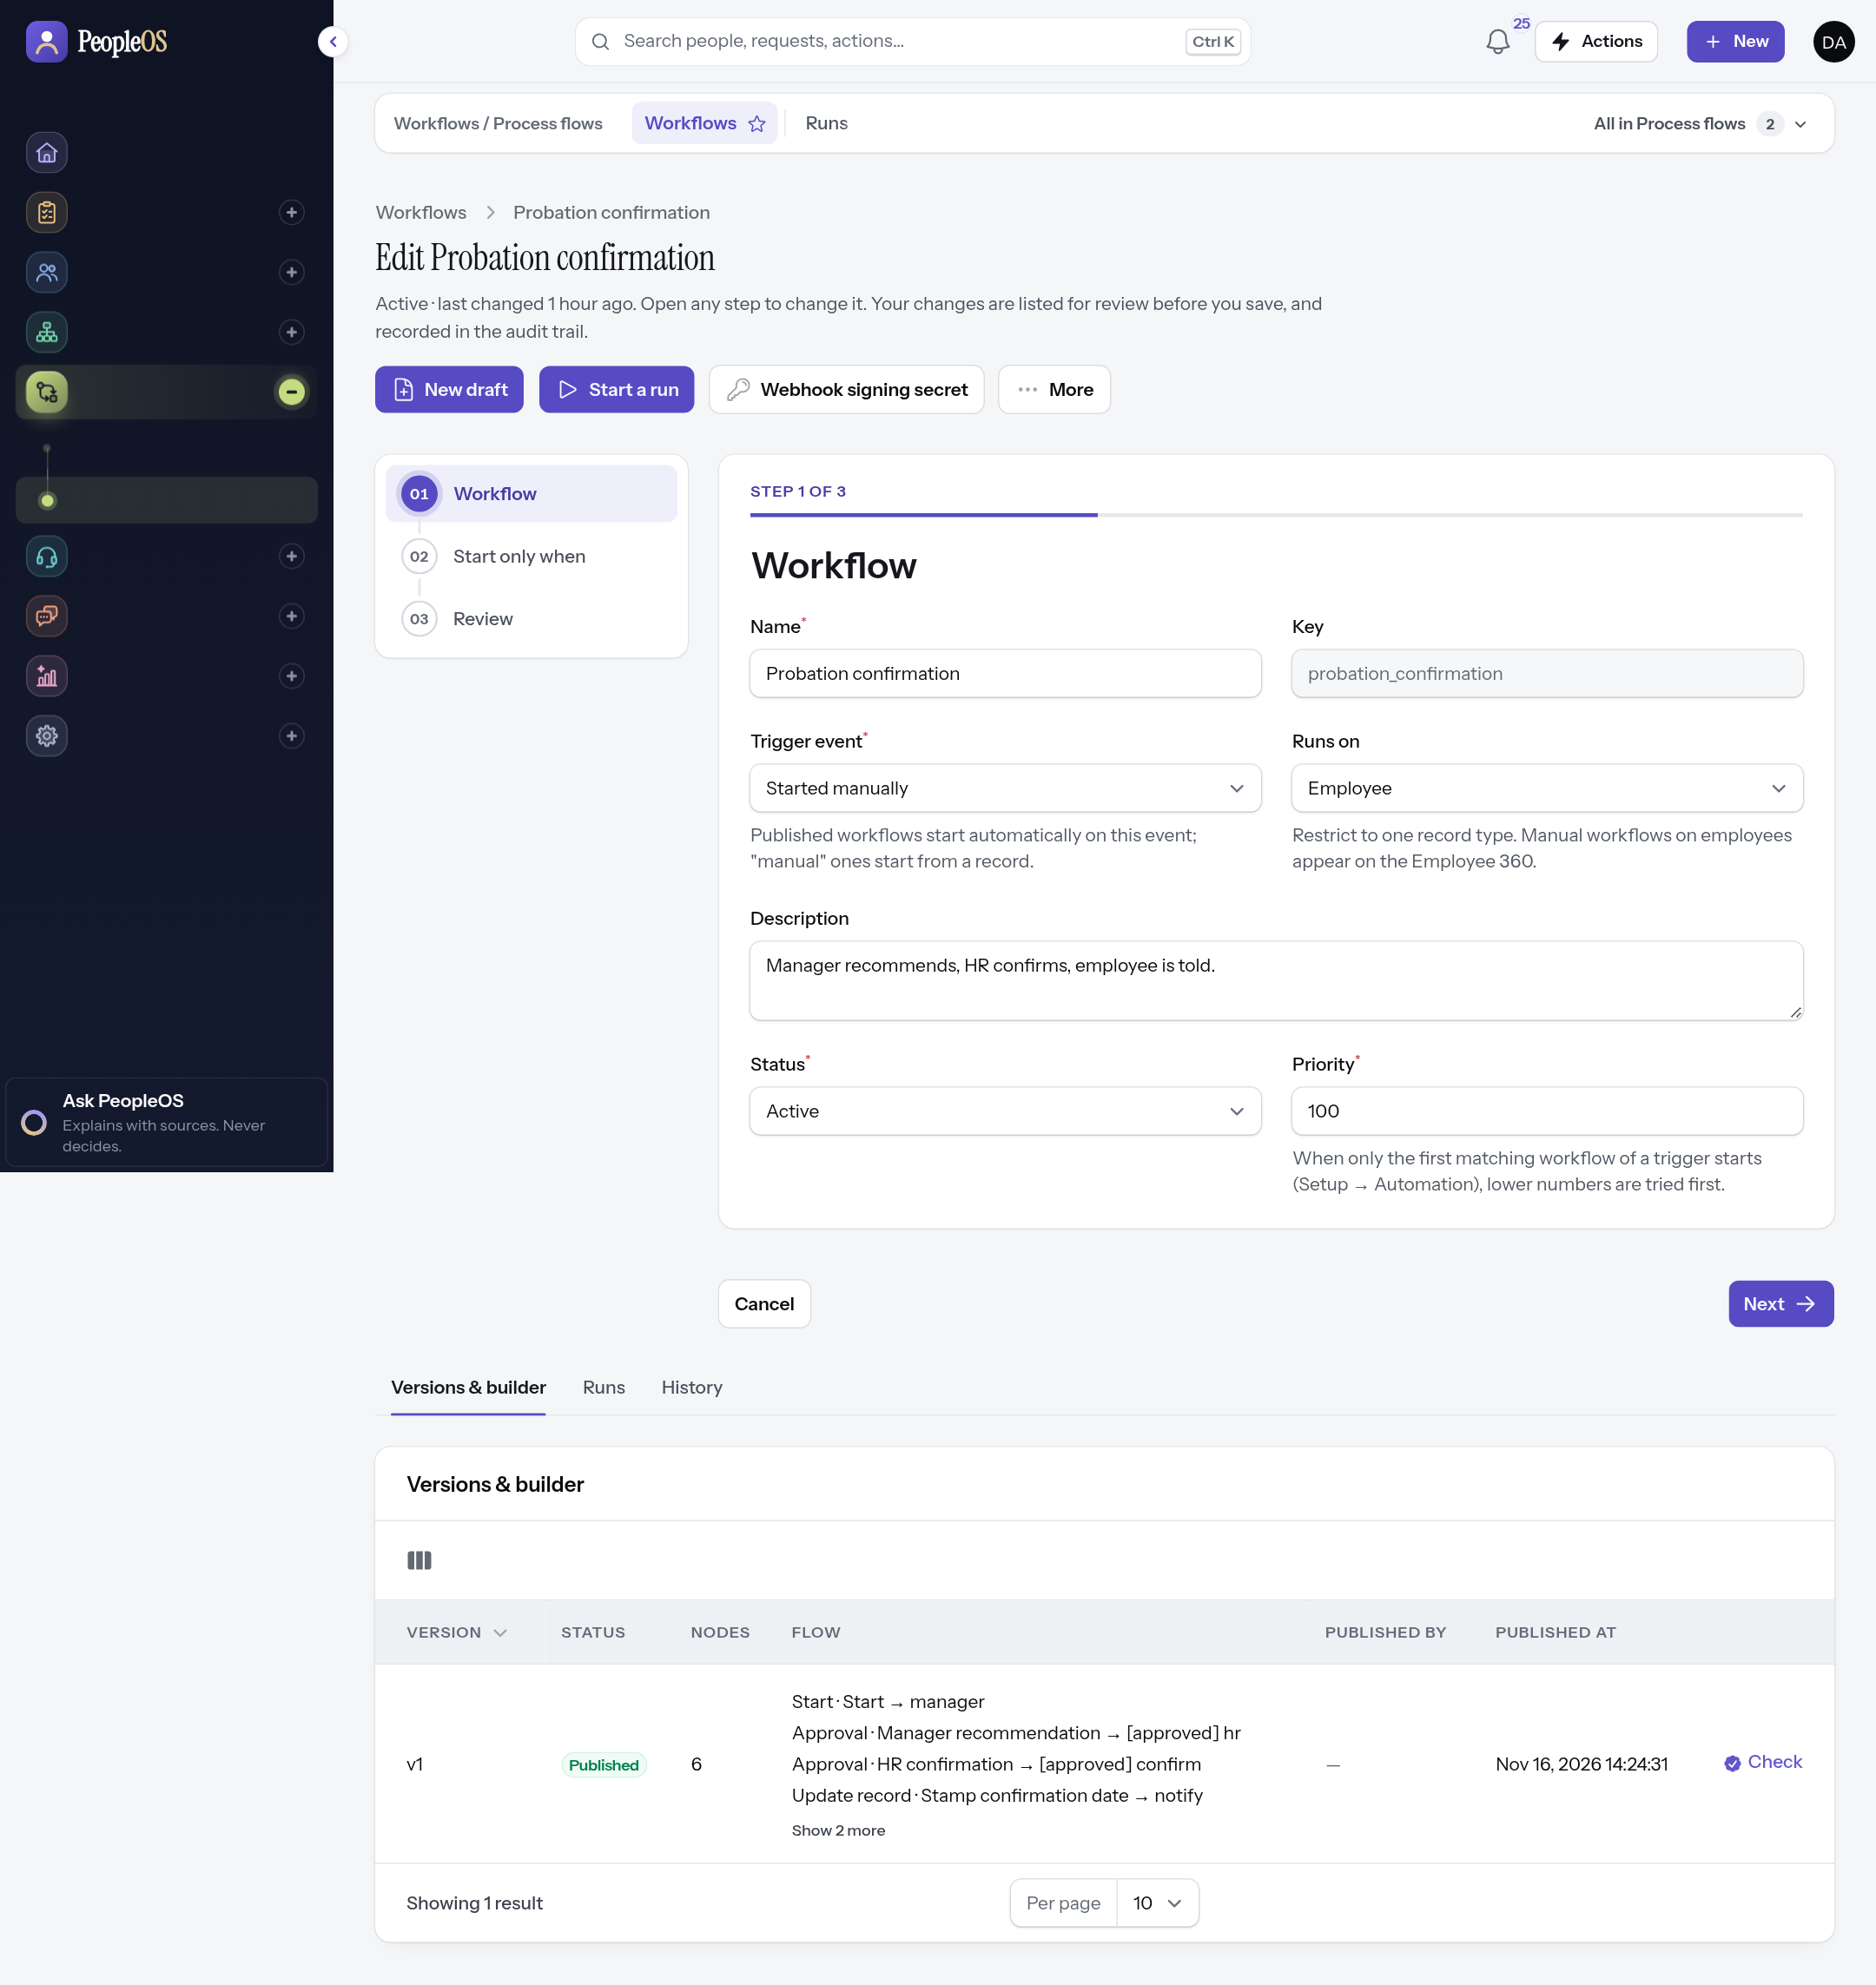 PeopleOS
Search people, requests, actions...
Ctrl K
25
Actions
New
DA
Workflows / Process flows
Workflows
Runs
All in Process flows 2
Workflows > Probation confirmation
Edit Probation confirmation
Active · last changed 1 hour ago. Open any step to change it. Your changes are listed for review before you save, and
recorded in the audit trail.
New draft
Start a run
Webhook signing secret
More
01 Workflow
02 Start only when
03 Review
STEP 1 OF 3
Workflow
Name*
Key
Probation confirmation
probation_confirmation
Trigger event*
Runs on
Started manually
Employee
Published workflows start automatically on this event;
"manual" ones start from a record.
Restrict to one record type. Manual workflows on employees
appear on the Employee 360.
Description
Manager recommends, HR confirms, employee is told.
Status*
Priority*
Active
100
When only the first matching workflow of a trigger starts
(Setup → Automation), lower numbers are tried first.
Ask PeopleOS
Explains with sources. Never
decides.
Cancel
Next →
Versions & builder
Runs
History
Versions & builder
VERSION STATUS NODES FLOW PUBLISHED BY PUBLISHED AT
v1
Published
6
Start · Start → manager
Approval · Manager recommendation → [approved] hr
Approval · HR confirmation → [approved] confirm
Update record · Stamp confirmation date → notify
Show 2 more
—
Nov 16, 2026 14:24:31
Check
Showing 1 result
Per page 10